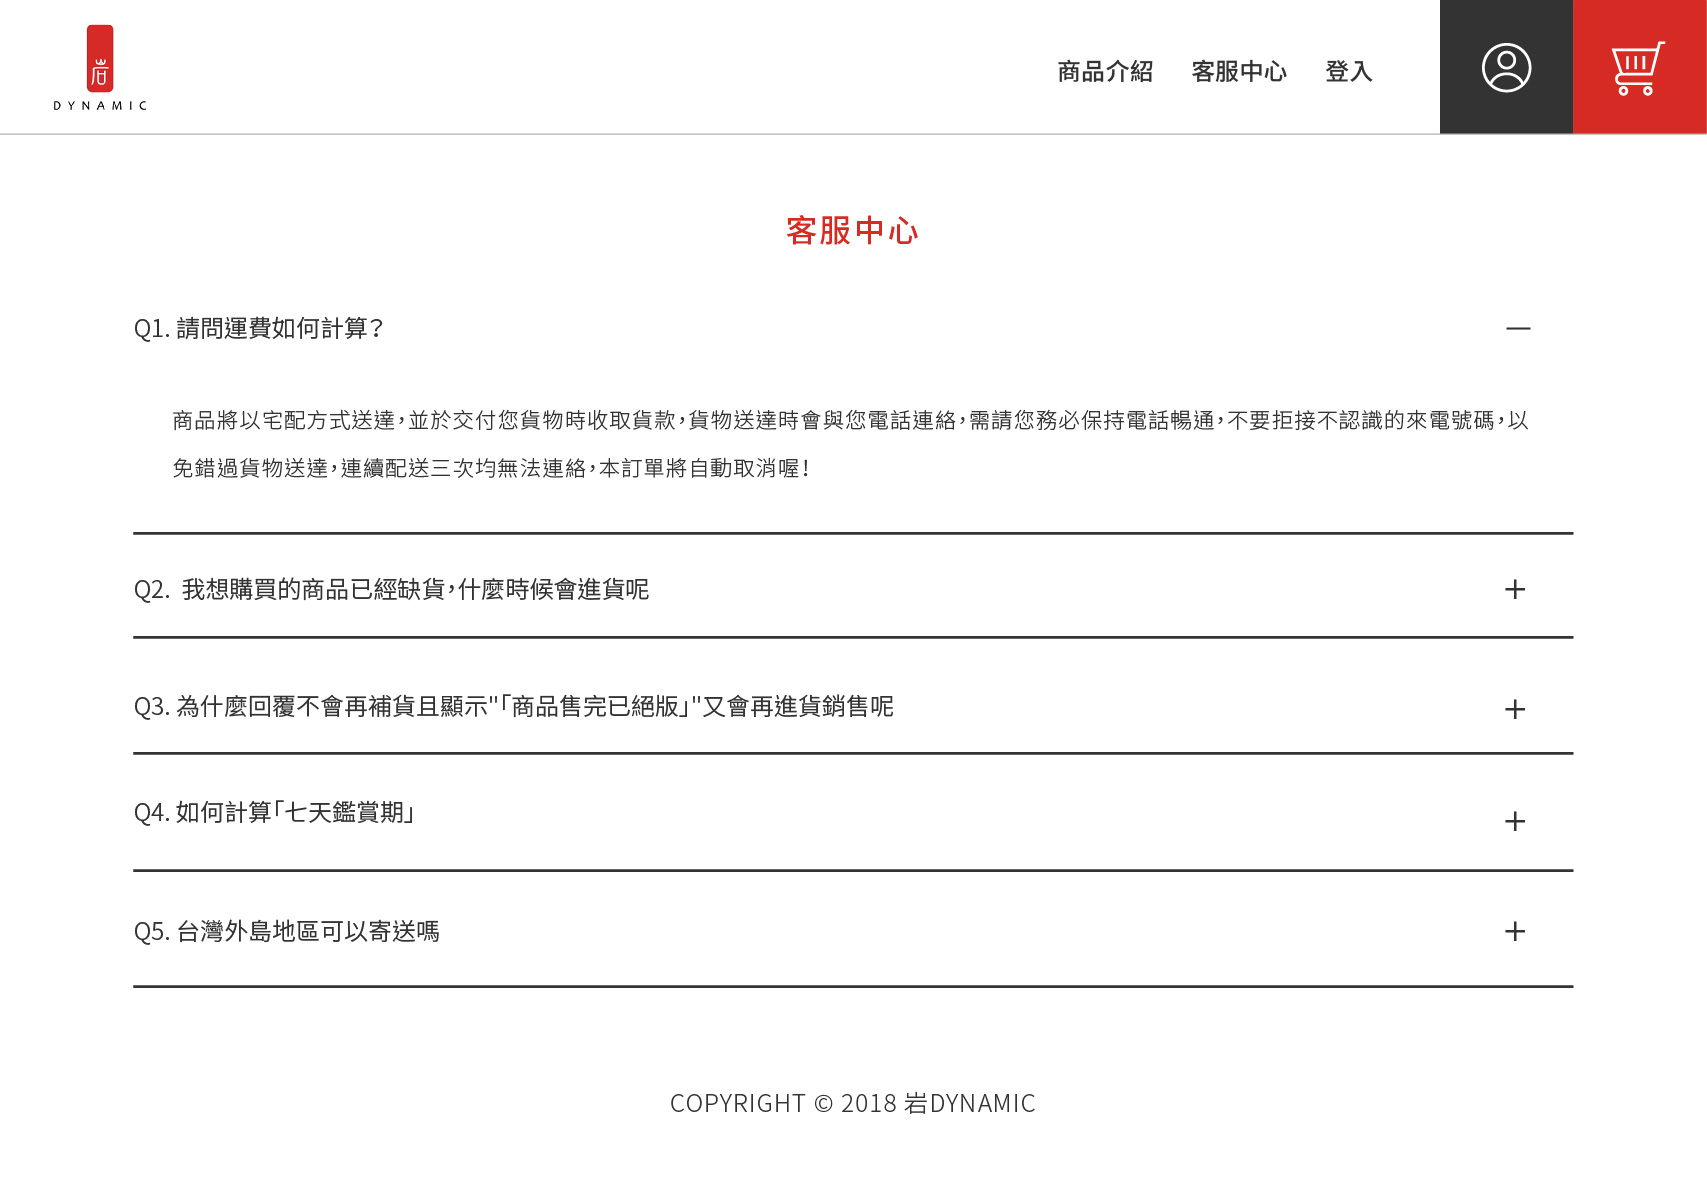 岩
DYNAMIC
商品介紹 客服中心 登入
客服中心
Q1. 請問運費如何計算？
商品將以宅配方式送達，並於交付您貨物時收取貨款，貨物送達時會與您電話連絡，需請您務必保持電話暢通，不要拒接不認識的來電號碼，以
免錯過貨物送達，連續配送三次均無法連絡，本訂單將自動取消喔！
Q2. 我想購買的商品已經缺貨，什麼時候會進貨呢
Q3. 為什麼回覆不會再補貨且顯示"「商品售完已絕版」"又會再進貨銷售呢
Q4. 如何計算「七天鑑賞期」
Q5. 台灣外島地區可以寄送嗎
COPYRIGHT © 2018 岩DYNAMIC